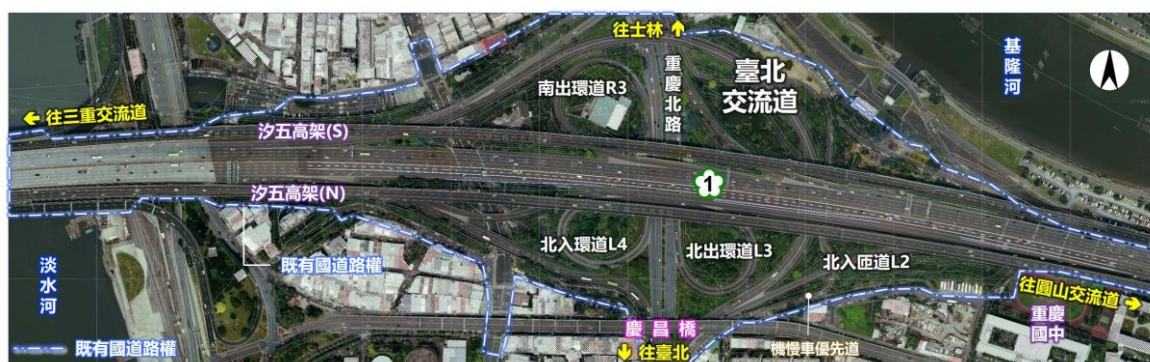 往士林
臺北
交流道
基隆河
南出環道R3
重慶北路
往三重交流道
汐五高架(S)
汐五高架(N)
1
北入環道L4
北出環道L3
北入匝道L2
淡水河
既有國道路權
往圓山交流道
重慶
國中
慶昌橋
往臺北
機慢車優先道
既有國道路權